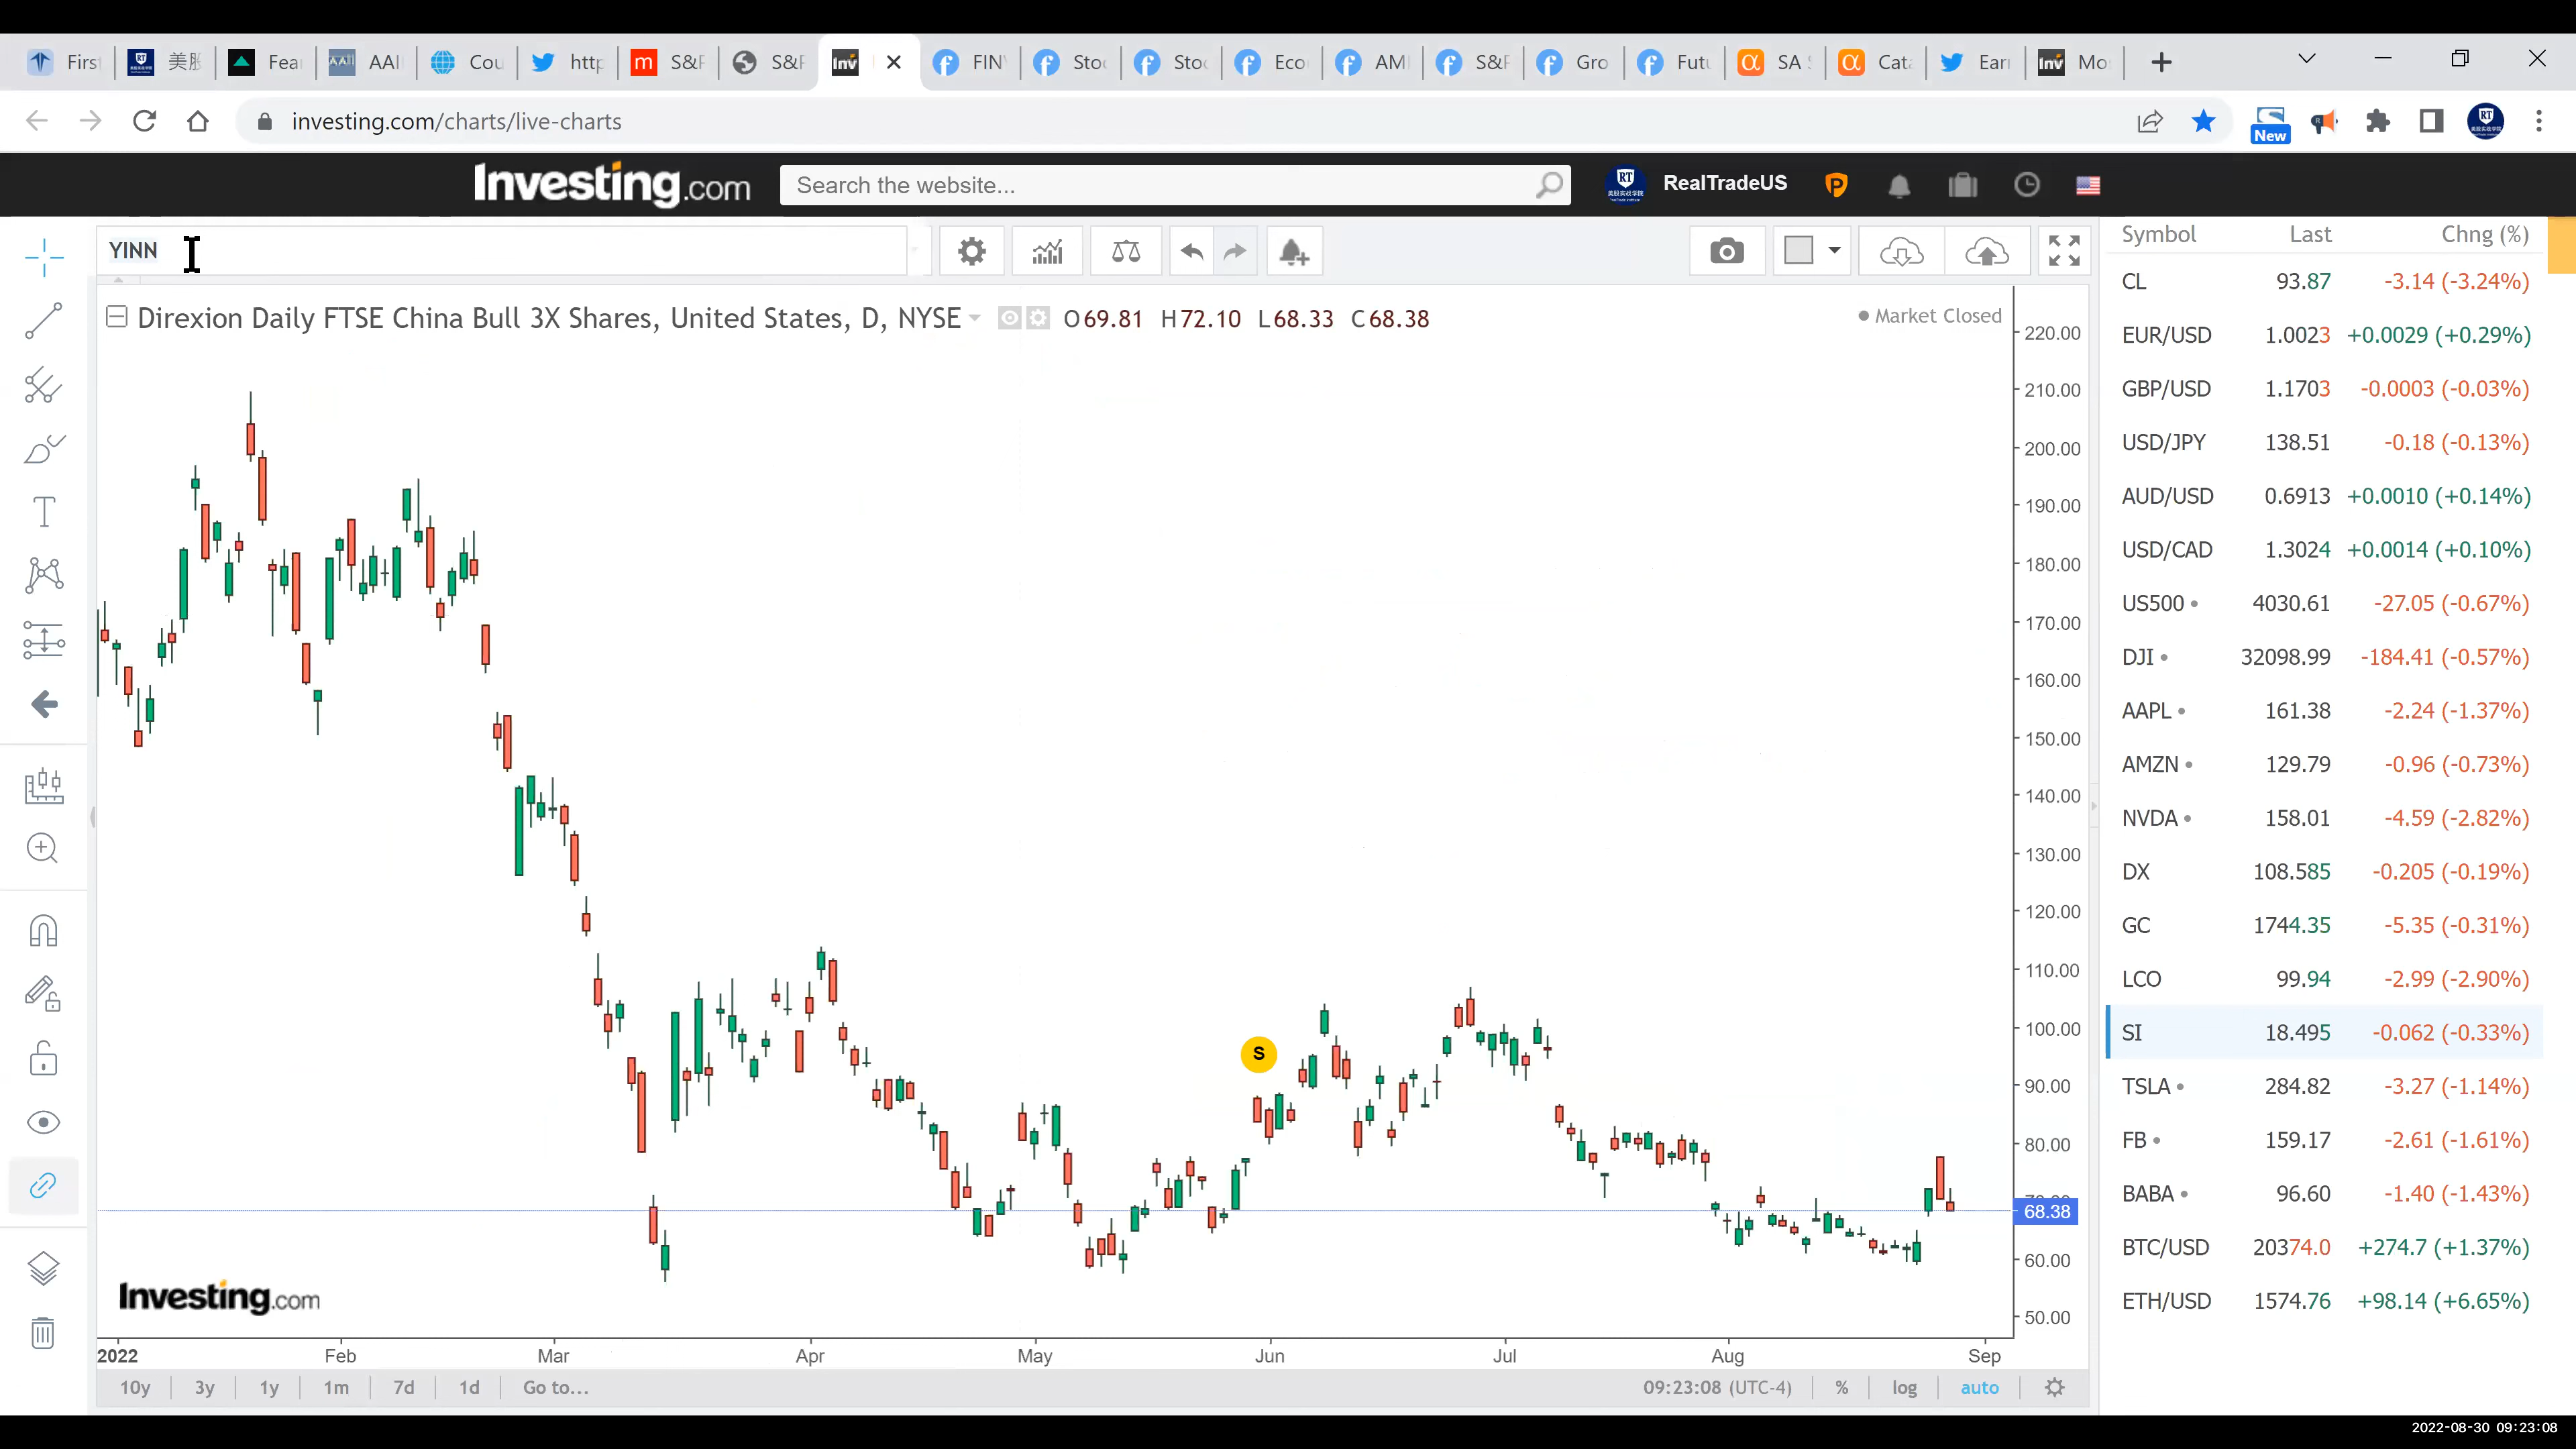 First
美股
Fear
AAII
AAI
Cou
http
S&P
S&P
Inv
FIN
Stoc
Stoc
Eco
AM
S&P
Gro
Futu
SA S
Cata
Earn
Inv Mo
investing.com/charts/live-charts
New
Investing.com
Search the website...
RT
RealTradeUS
P
YINN
Direxion Daily FTSE China Bull 3X Shares, United States, D, NYSE O69.81 H72.10 L68.33 C68.38
Market Closed
220.00
210.00
200.00
190.00
180.00
170.00
160.00
150.00
140.00
130.00
120.00
110.00
100.00
90.00
80.00
68.38
60.00
50.00
S
Investing.com
2022 Feb Mar Apr May Jun Jul Aug Sep
10y 3y 1y 1m 7d 1d Go to... 09:23:08 (UTC-4) % log auto
Symbol Last Chng (%)
CL 93.87 -3.14 (-3.24%)
EUR/USD 1.0023 +0.0029 (+0.29%)
GBP/USD 1.1703 -0.0003 (-0.03%)
USD/JPY 138.51 -0.18 (-0.13%)
AUD/USD 0.6913 +0.0010 (+0.14%)
USD/CAD 1.3024 +0.0014 (+0.10%)
US500 4030.61 -27.05 (-0.67%)
DJI 32098.99 -184.41 (-0.57%)
AAPL 161.38 -2.24 (-1.37%)
AMZN 129.79 -0.96 (-0.73%)
NVDA 158.01 -4.59 (-2.82%)
DX 108.585 -0.205 (-0.19%)
GC 1744.35 -5.35 (-0.31%)
LCO 99.94 -2.99 (-2.90%)
SI 18.495 -0.062 (-0.33%)
TSLA 284.82 -3.27 (-1.14%)
FB 159.17 -2.61 (-1.61%)
BABA 96.60 -1.40 (-1.43%)
BTC/USD 20374.0 +274.7 (+1.37%)
ETH/USD 1574.76 +98.14 (+6.65%)
2022-08-30 09:23:08